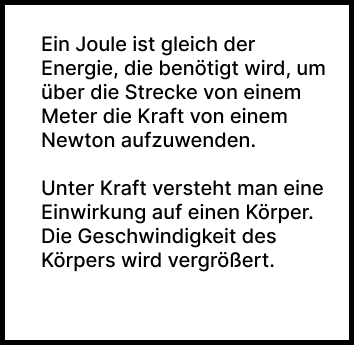 Ein Joule ist gleich der
Energie, die benötigt wird, um
über die Strecke von einem
Meter die Kraft von einem
Newton aufzuwenden.
Unter Kraft versteht man eine
Einwirkung auf einen Körper.
Die Geschwindigkeit des
Körpers wird vergrößert.